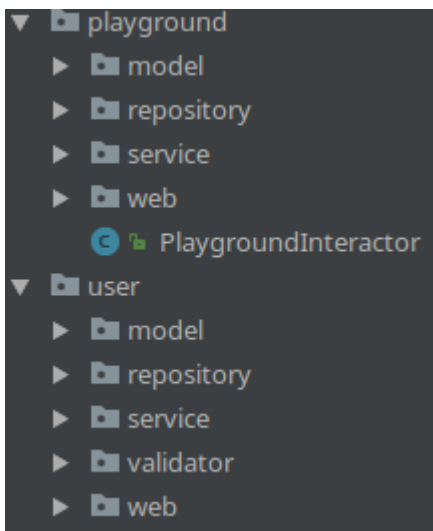 playground
model
repository
service
web
C PlaygroundInteractor
user
model
repository
service
validator
web